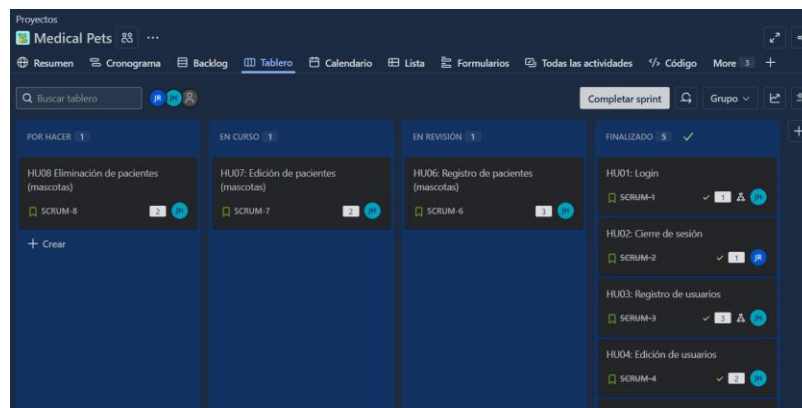 Proyectos
Medical Pets
Resumen Cronograma Backlog Tablero Calendario Lista Formularios Todas las actividades Código More 3
Buscar tablero JR JH Completar sprint Grupo
POR HACER 1
HU08 Eliminación de pacientes
(mascotas)
SCRUM-8 2 JH
+ Crear
EN CURSO 1
HU07: Edición de pacientes
(mascotas)
SCRUM-7 2 JH
EN REVISIÓN 1
HU06: Registro de pacientes
(mascotas)
SCRUM-6 3 JH
FINALIZADO 5
HU01: Login
SCRUM-1 1 JH
HU02: Cierre de sesión
SCRUM-2 1 JR
HU03: Registro de usuarios
SCRUM-3 3 JH
HU04: Edición de usuarios
SCRUM-4 2 JH